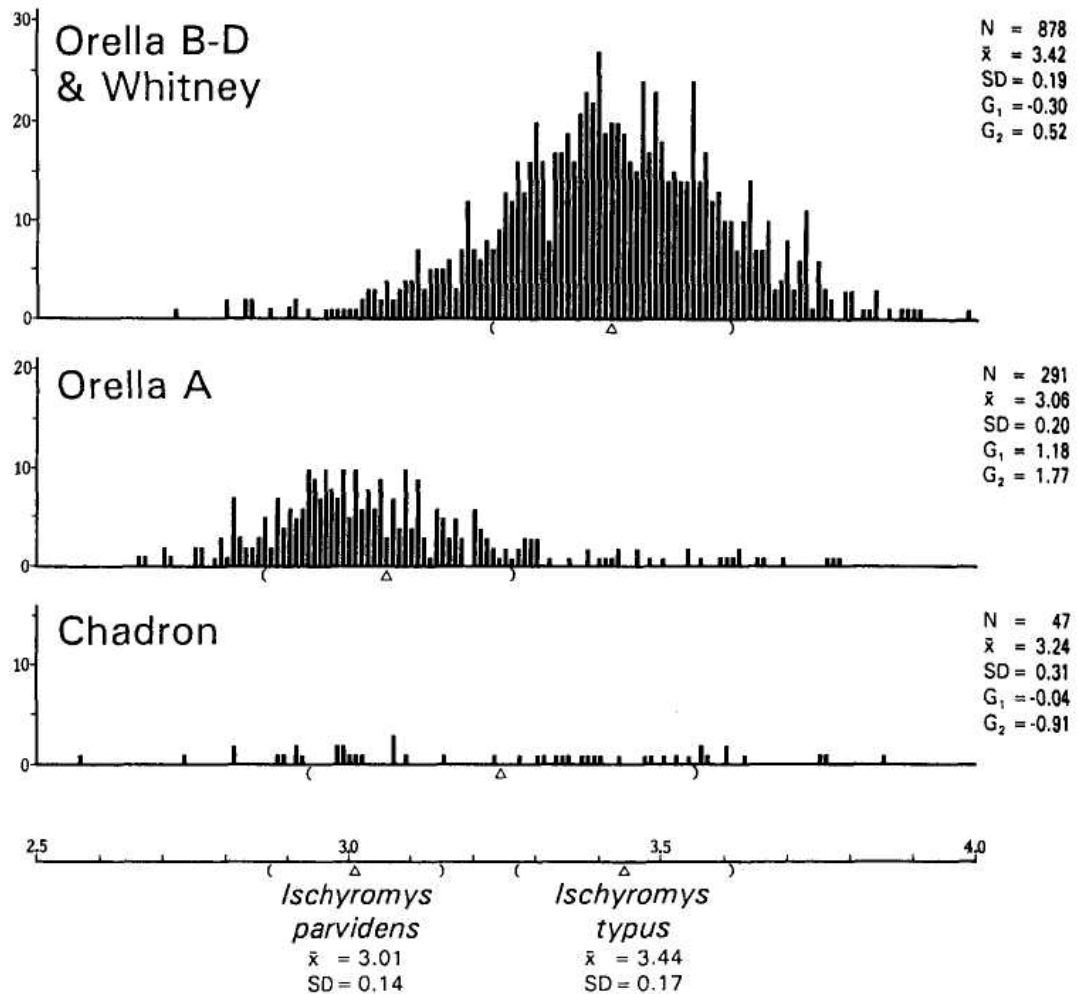 30
20
10
0
Orella B-D
& Whitney
N = 878
x̄ = 3.42
SD = 0.19
G₁ = -0.30
G₂ = 0.52
( △ )
20
10
0
Orella A
N = 291
x̄ = 3.06
SD = 0.20
G₁ = 1.18
G₂ = 1.77
( △ )
10
0
Chadron
N = 47
x̄ = 3.24
SD = 0.31
G₁ = -0.04
G₂ = -0.91
( △ )
2.5 3.0 3.5 4.0
( △ ) ( △ )
Ischyromys
parvidens
x̄ = 3.01
SD = 0.14
Ischyromys
typus
x̄ = 3.44
SD = 0.17